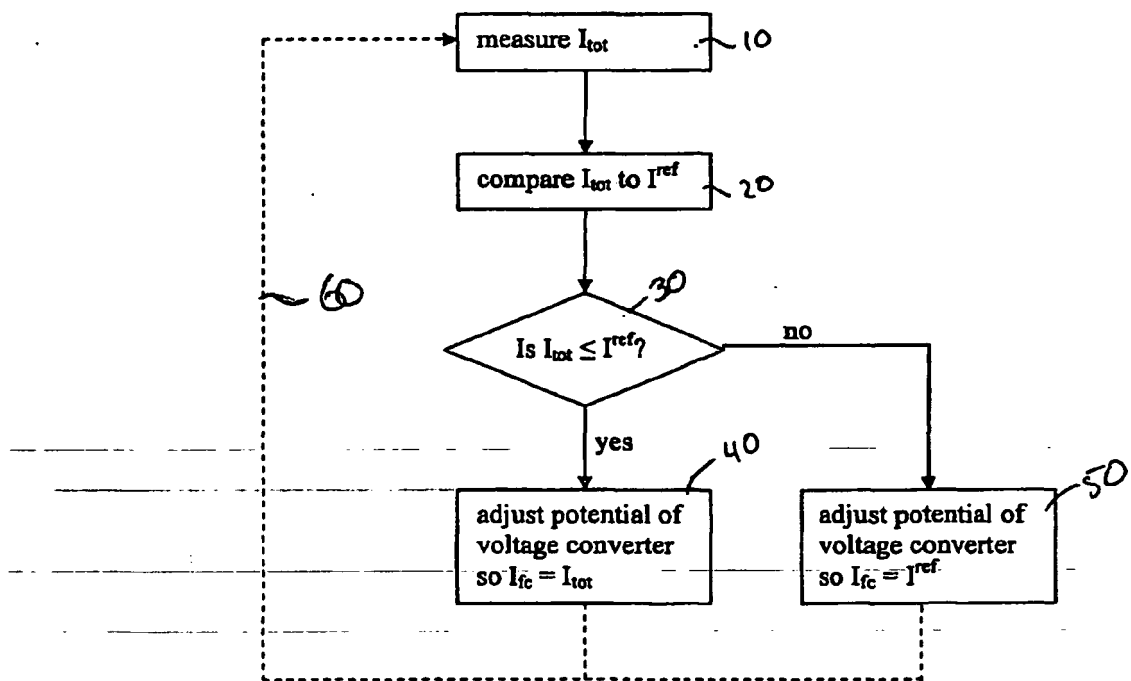 measure I_tot
10
compare I_tot to I^ref
20
30
Is I_tot ≤ I^ref?
no
60
yes
40
50
adjust potential of
voltage converter
so I_fc = I_tot
adjust potential of
voltage converter
so I_fc = I^ref